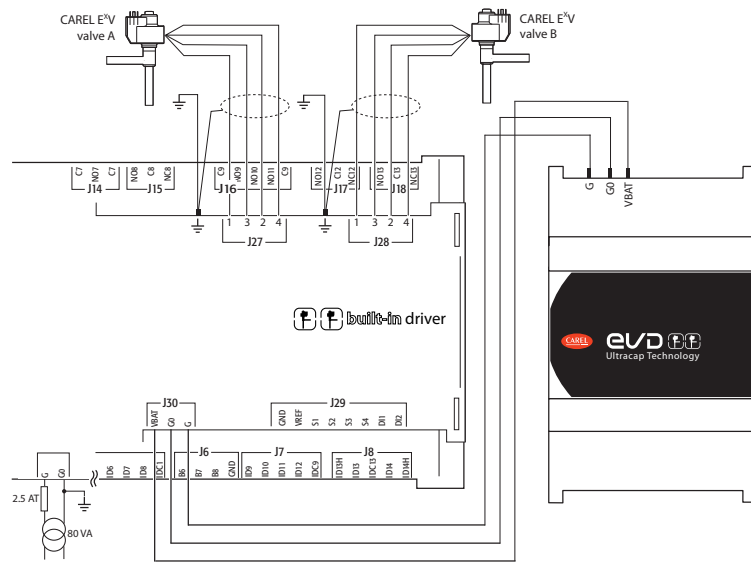 CAREL EXV
valve A
CAREL EXV
valve B
C7 NO7 C7
J14
NO8 C8 NC8
J15
C9 NO9 NO10 NO11 C9
J16
NO12 C12 NC12
J17
NO13 C13 NC13
J18
1 3 2 4
J27
1 3 2 4
J28
G G0 VBAT
built-in driver
CAREL evD
Ultracap Technology
J30
VBAT G0 G
J29
GND VREF S1 S2 S3 S4 DI1 DI2
G G0
ID6 ID7 ID8 IDC1
J6
B6 B7 B8 GND
J7
ID9 ID10 ID11 ID12 IDC9
J8
ID13H ID13 IDC13 ID14 ID14H
2.5 AT
80 VA